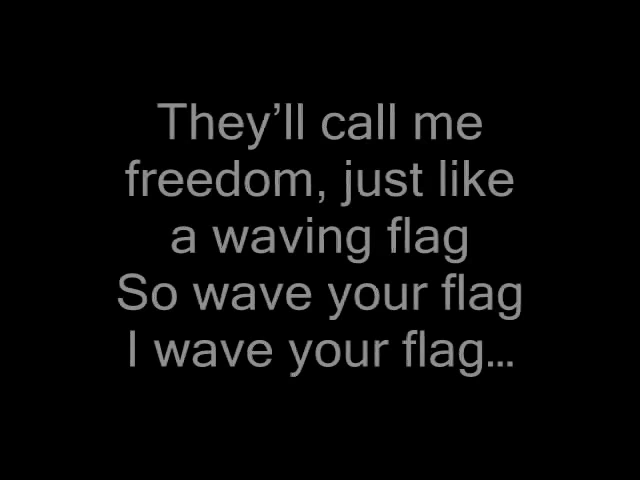 They’ll call me
freedom, just like
a waving flag
So wave your flag
I wave your flag…